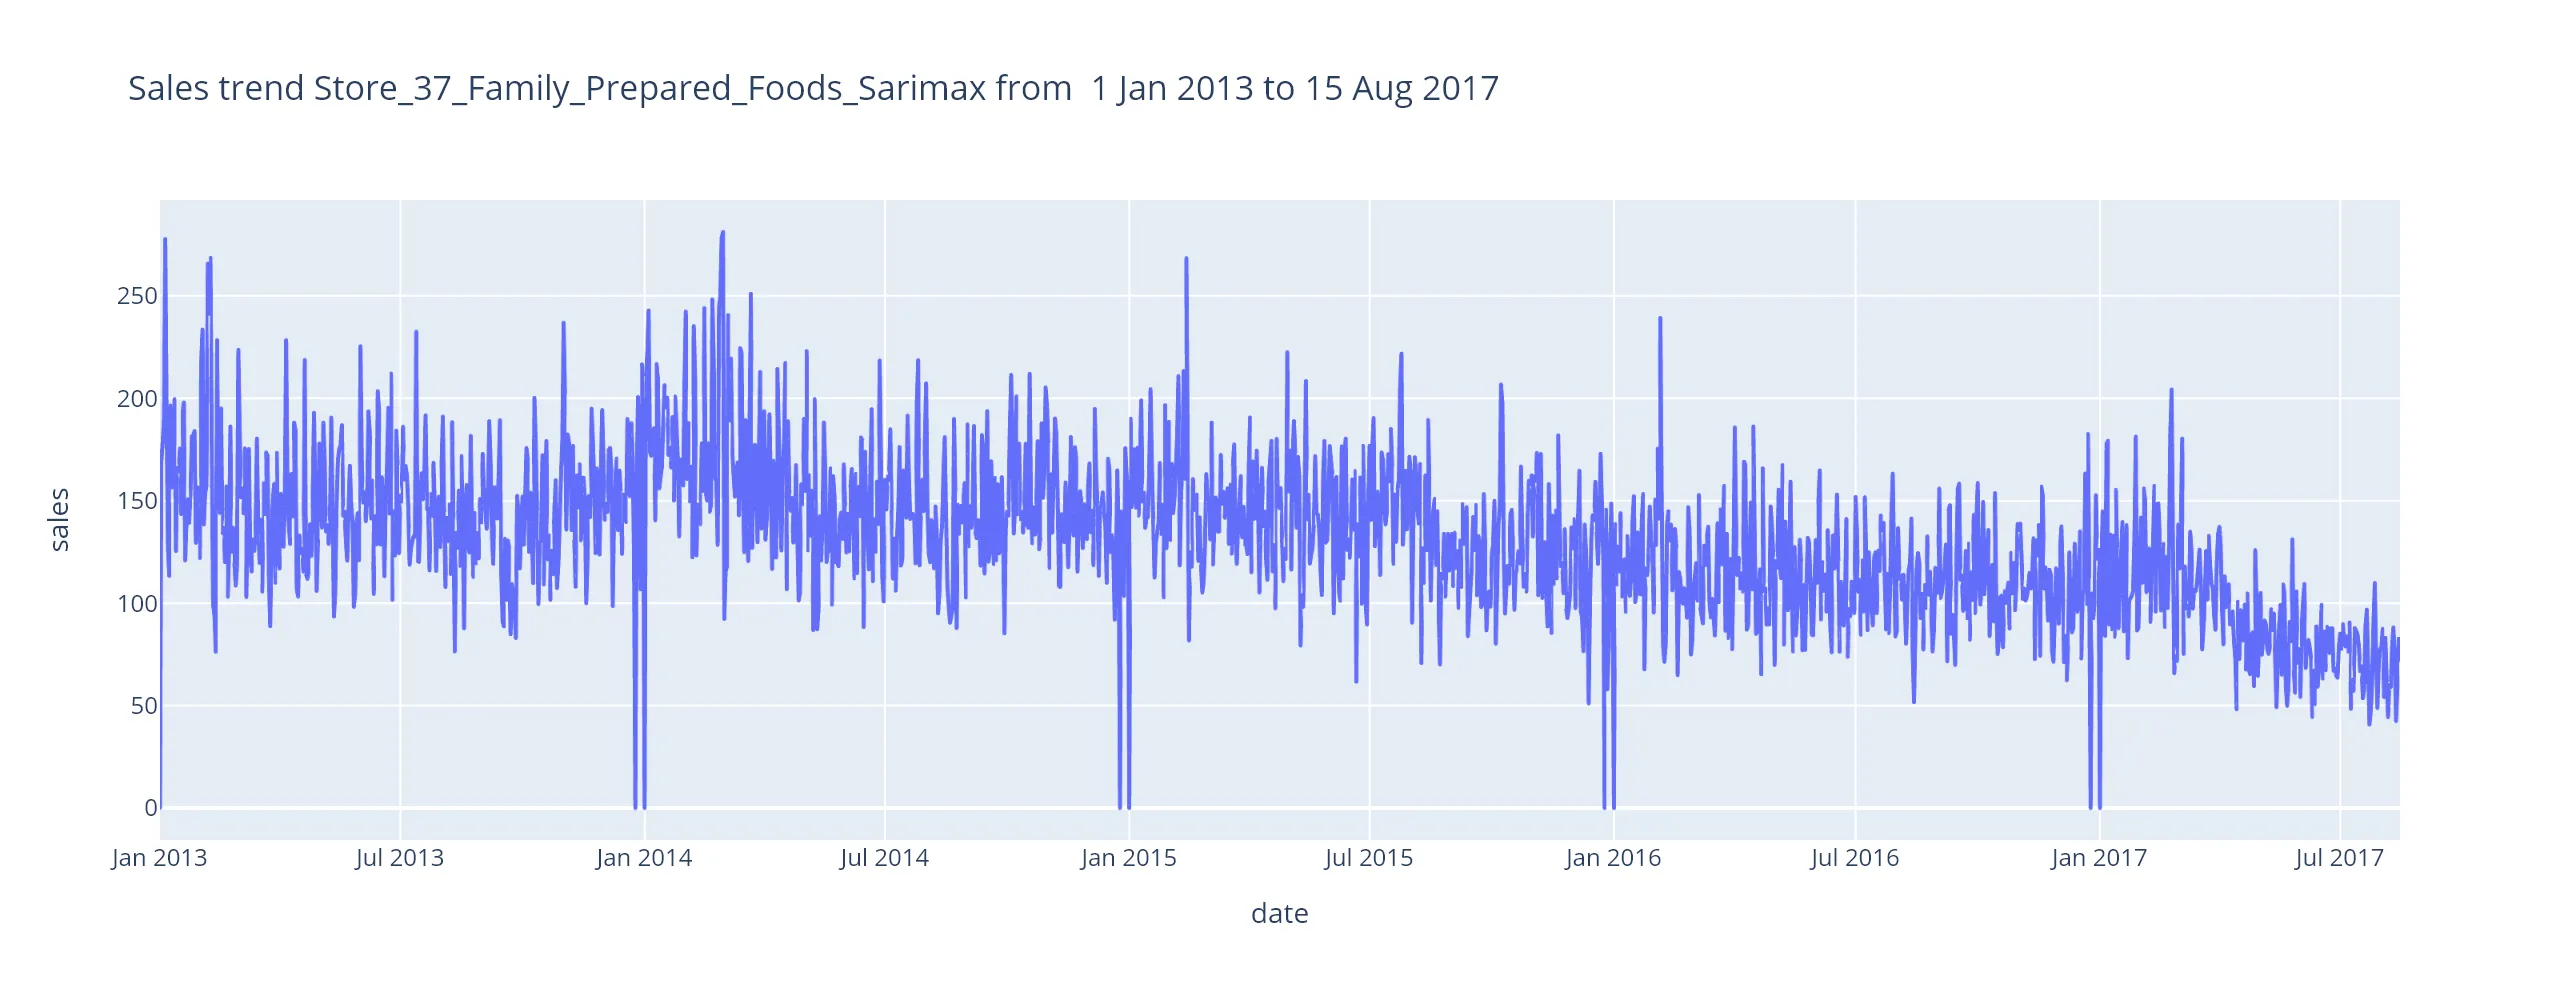 Sales trend Store_37_Family_Prepared_Foods_Sarimax from  1 Jan 2013 to 15 Aug 2017
250
200
150
100
50
0
sales
Jan 2013 Jul 2013 Jan 2014 Jul 2014 Jan 2015 Jul 2015 Jan 2016 Jul 2016 Jan 2017 Jul 2017
date